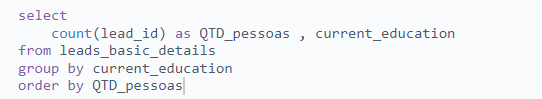 select
count(lead_id) as QTD_pessoas , current_education
from leads_basic_details
group by current_education
order by QTD_pessoas